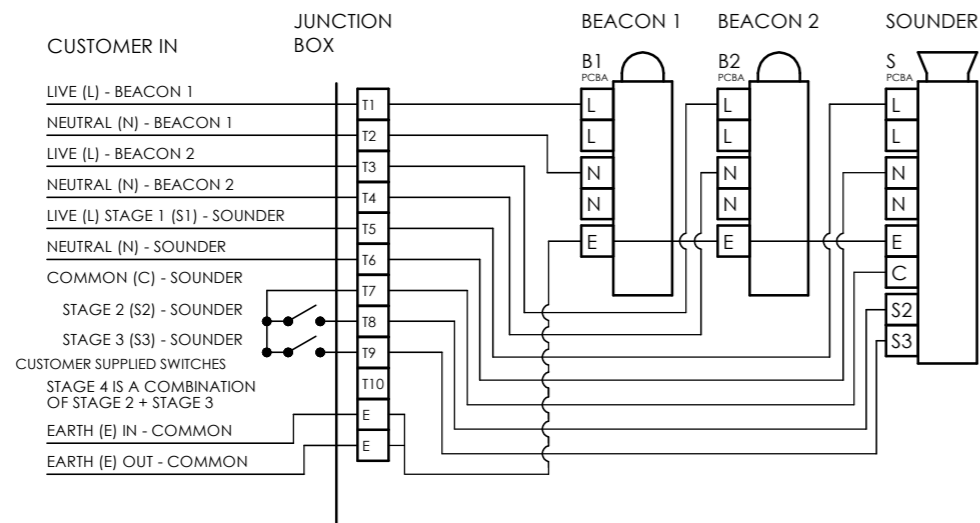 JUNCTION
BOX
BEACON 1
BEACON 2
SOUNDER
CUSTOMER IN
B1
PCBA
B2
PCBA
S
PCBA
LIVE (L) - BEACON 1
NEUTRAL (N) - BEACON 1
LIVE (L) - BEACON 2
NEUTRAL (N) - BEACON 2
LIVE (L) STAGE 1 (S1) - SOUNDER
NEUTRAL (N) - SOUNDER
COMMON (C) - SOUNDER
STAGE 2 (S2) - SOUNDER
STAGE 3 (S3) - SOUNDER
CUSTOMER SUPPLIED SWITCHES
STAGE 4 IS A COMBINATION
OF STAGE 2 + STAGE 3
EARTH (E) IN - COMMON
EARTH (E) OUT - COMMON
T1
T2
T3
T4
T5
T6
T7
T8
T9
T10
E
E
L
L
N
N
E
L
L
N
N
E
L
L
N
N
E
C
S2
S3